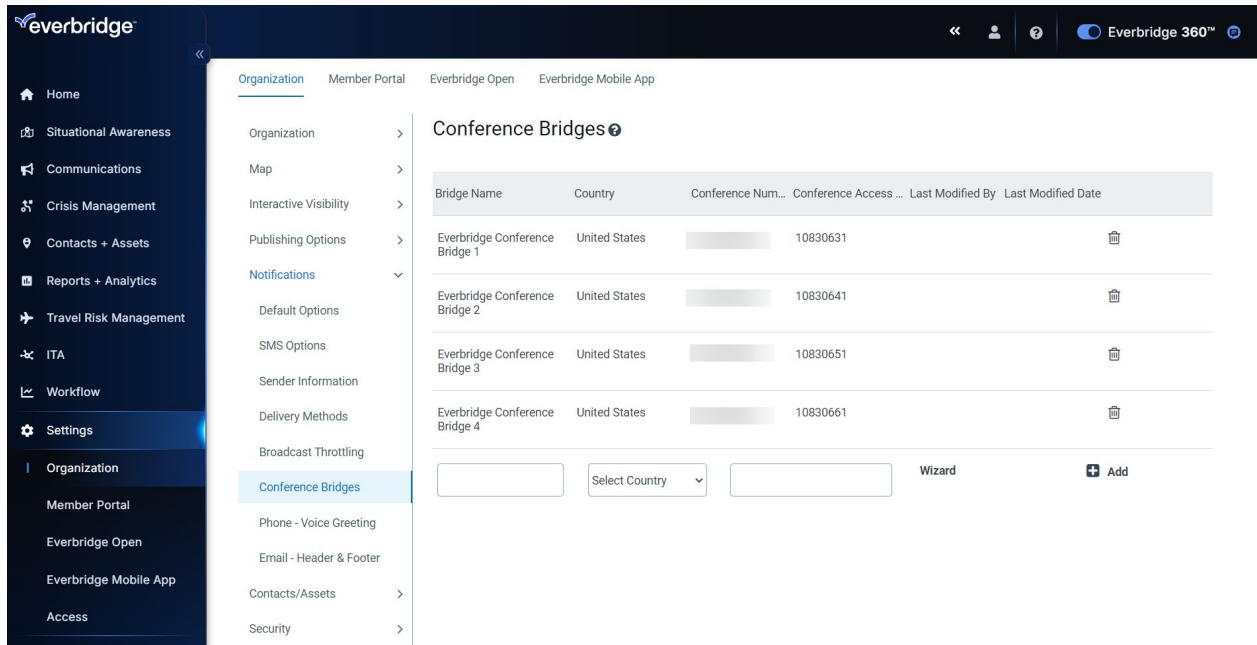 everbridge™
Everbridge 360™
Home
Situational Awareness
Communications
Crisis Management
Contacts + Assets
Reports + Analytics
Travel Risk Management
ITA
Workflow
Settings
Organization
Member Portal
Everbridge Open
Everbridge Mobile App
Access
Organization Member Portal Everbridge Open Everbridge Mobile App
Organization
Map
Interactive Visibility
Publishing Options
Notifications
Default Options
SMS Options
Sender Information
Delivery Methods
Broadcast Throttling
Conference Bridges
Phone - Voice Greeting
Email - Header & Footer
Contacts/Assets
Security
Conference Bridges
Bridge Name Country Conference Num... Conference Access ... Last Modified By Last Modified Date
Everbridge Conference United States 10830631
Bridge 1
Everbridge Conference United States 10830641
Bridge 2
Everbridge Conference United States 10830651
Bridge 3
Everbridge Conference United States 10830661
Bridge 4
Select Country Wizard Add